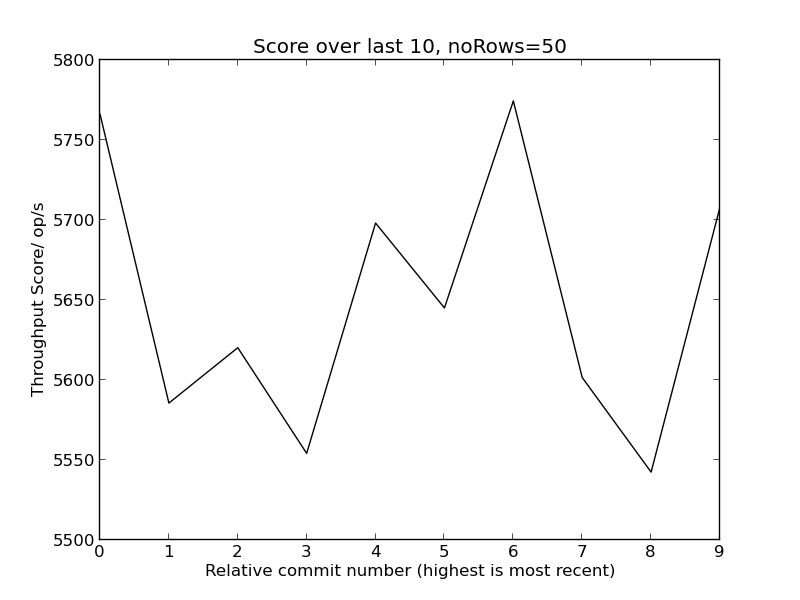 Score over last 10, noRows=50
5800
5750
5700
5650
5600
5550
5500
Throughput Score/ op/s
0 1 2 3 4 5 6 7 8 9
Relative commit number (highest is most recent)